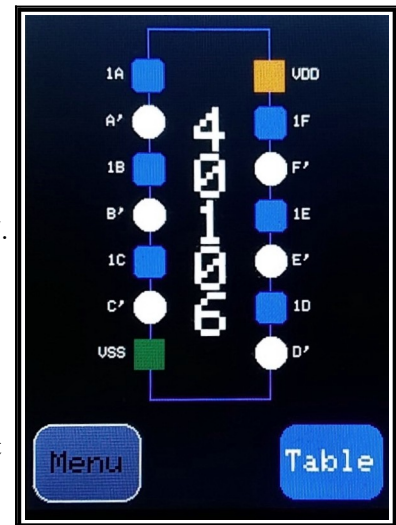 1A
A'
1B
B'
1C
C'
VSS
40106
VDD
1F
F'
1E
E'
1D
D'
Menu
Table